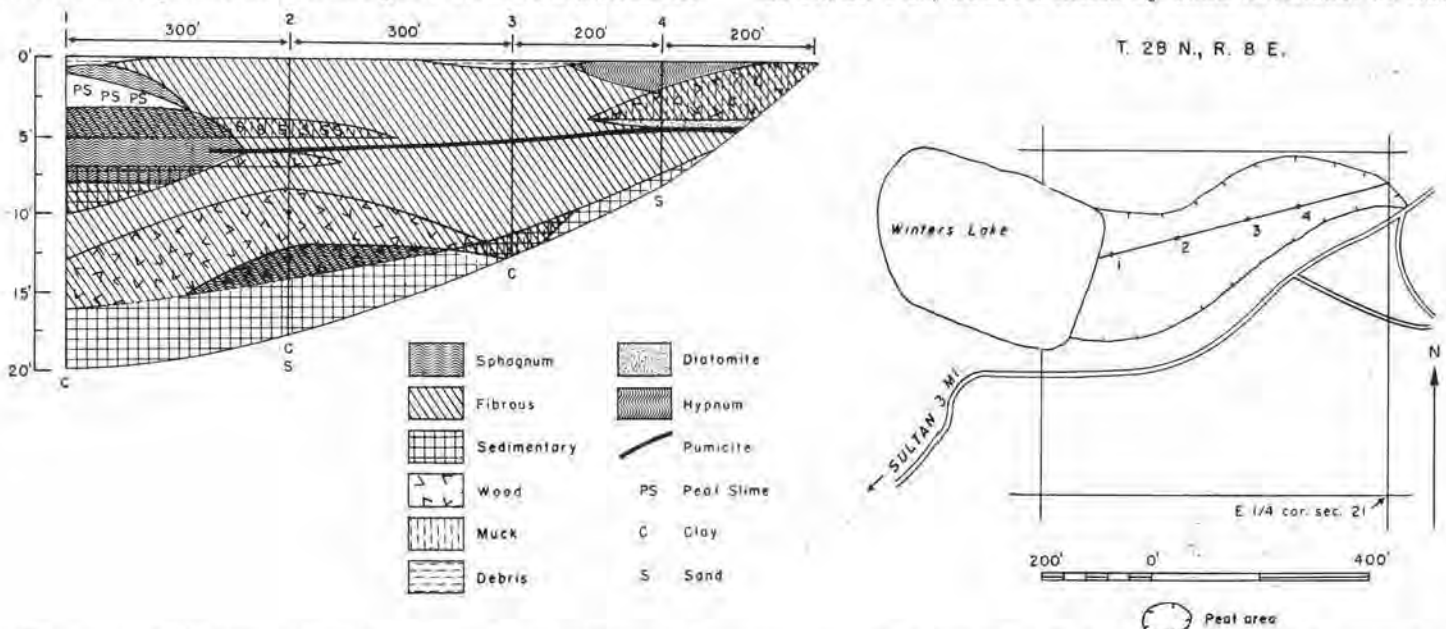 300' 2 300' 3 200' 4 200'
0'
5'
10'
15'
20'
PS PS PS
PS
C
C
S
C
S
Sphagnum
Fibrous
Sedimentary
Wood
Muck
Debris
Diatomite
Hypnum
Pumicite
PS Peat Slime
C Clay
S Sand
T. 28 N., R. 8 E.
Winters Lake
1
2
3
4
N
SULTAN 3 MI.
E 1/4 cor. sec. 21
200' 0' 400'
Peat area